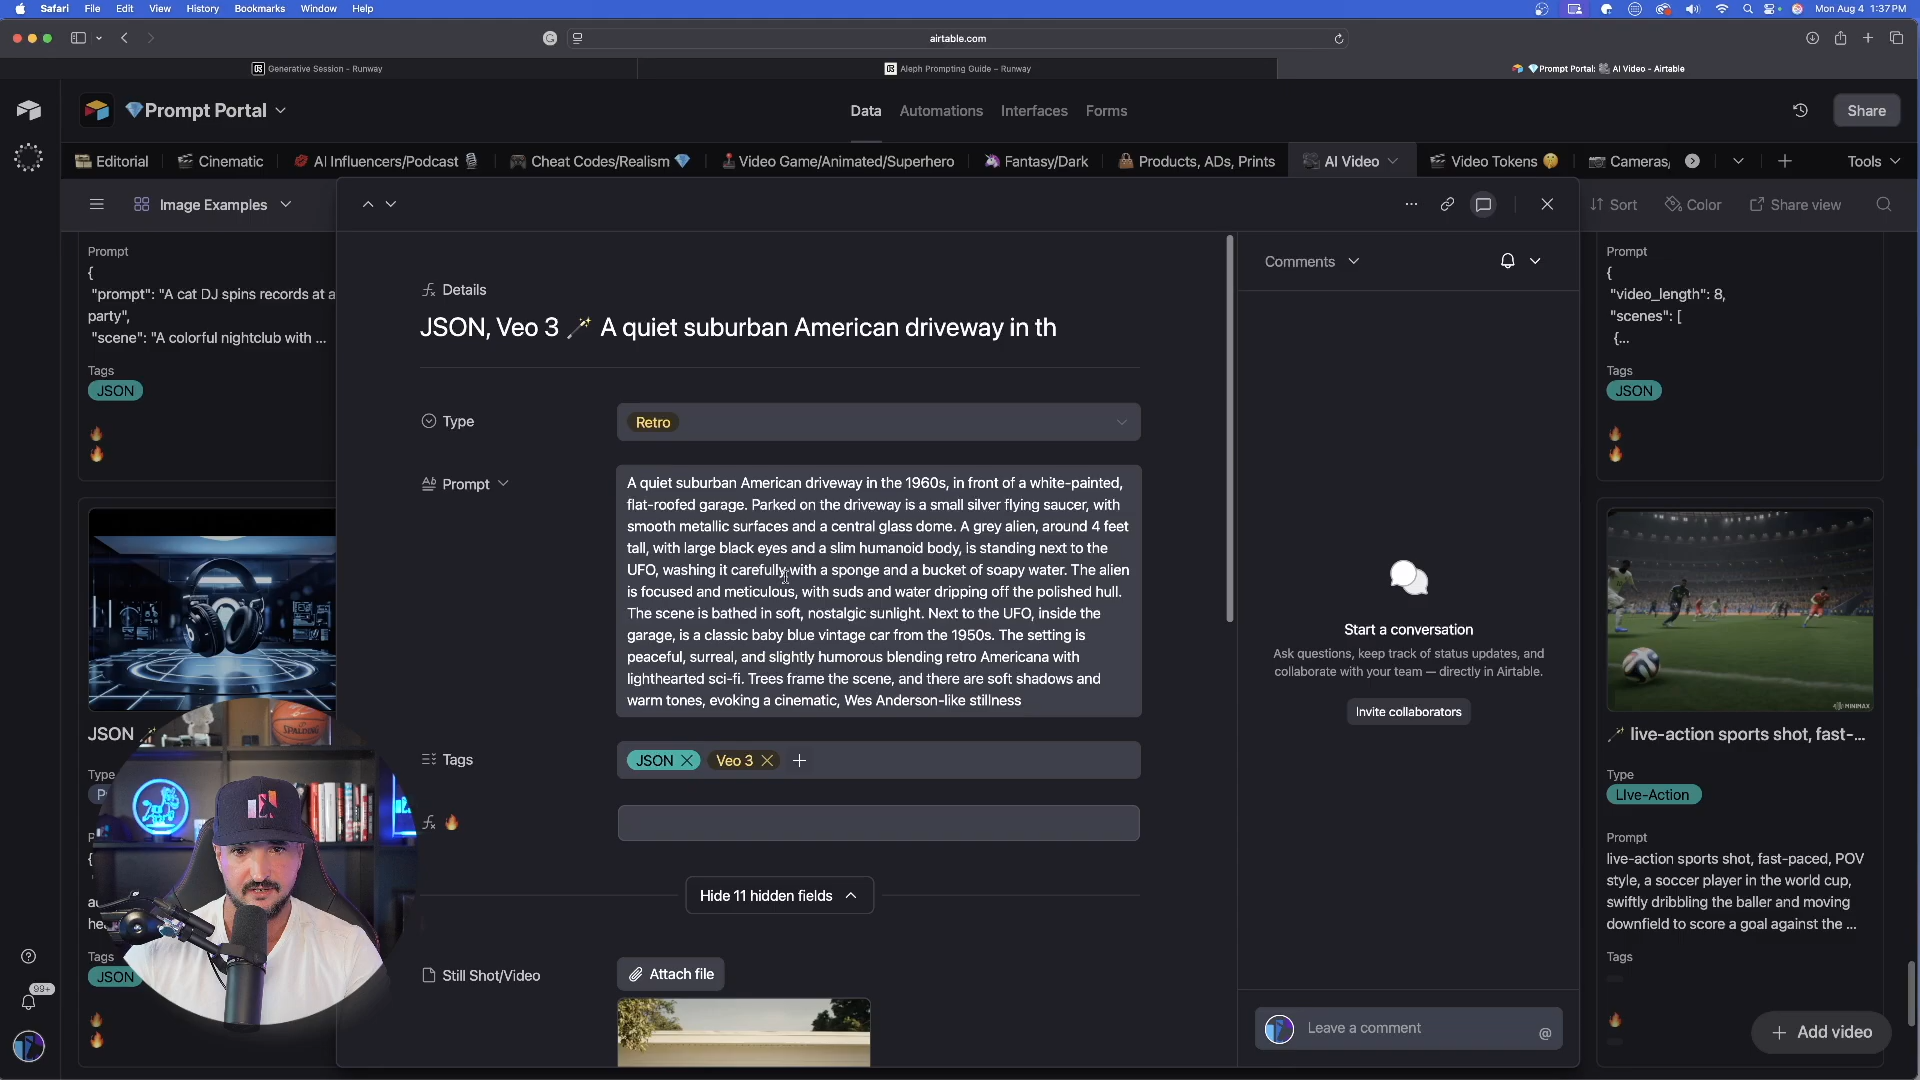 Safari File Edit View History Bookmarks Window Help
Mon Aug 4 1:37PM
airtable.com
Generative Session – Runway
Aleph Prompting Guide – Runway
Prompt Portal: AI Video - Airtable
Prompt Portal
Data Automations Interfaces Forms
Share
Editorial Cinematic AI Influencers/Podcast Cheat Codes/Realism Video Game/Animated/Superhero Fantasy/Dark Products, ADs, Prints AI Video Video Tokens Cameras, Tools
Image Examples
Sort Color Share view
Prompt
{
"prompt": "A cat DJ spins records at a
party",
"scene": "A colorful nightclub with ...
Tags
JSON
JSON
Type
Tags
JSON
99+
Details
JSON, Veo 3 A quiet suburban American driveway in th
Type
Retro
Prompt
A quiet suburban American driveway in the 1960s, in front of a white-painted,
flat-roofed garage. Parked on the driveway is a small silver flying saucer, with
smooth metallic surfaces and a central glass dome. A grey alien, around 4 feet
tall, with large black eyes and a slim humanoid body, is standing next to the
UFO, washing it carefully with a sponge and a bucket of soapy water. The alien
is focused and meticulous, with suds and water dripping off the polished hull.
The scene is bathed in soft, nostalgic sunlight. Next to the UFO, inside the
garage, is a classic baby blue vintage car from the 1950s. The setting is
peaceful, surreal, and slightly humorous blending retro Americana with
lighthearted sci-fi. Trees frame the scene, and there are soft shadows and
warm tones, evoking a cinematic, Wes Anderson-like stillness
Tags
JSON Veo 3
Hide 11 hidden fields
Still Shot/Video
Attach file
Comments
Start a conversation
Ask questions, keep track of status updates, and
collaborate with your team — directly in Airtable.
Invite collaborators
Leave a comment
@
Prompt
{
"video_length": 8,
"scenes": [
{...
Tags
JSON
MINIMAX
live-action sports shot, fast-...
Type
LIve-Action
Prompt
live-action sports shot, fast-paced, POV
style, a soccer player in the world cup,
swiftly dribbling the baller and moving
downfield to score a goal against the ...
Tags
Add video
SPALDING